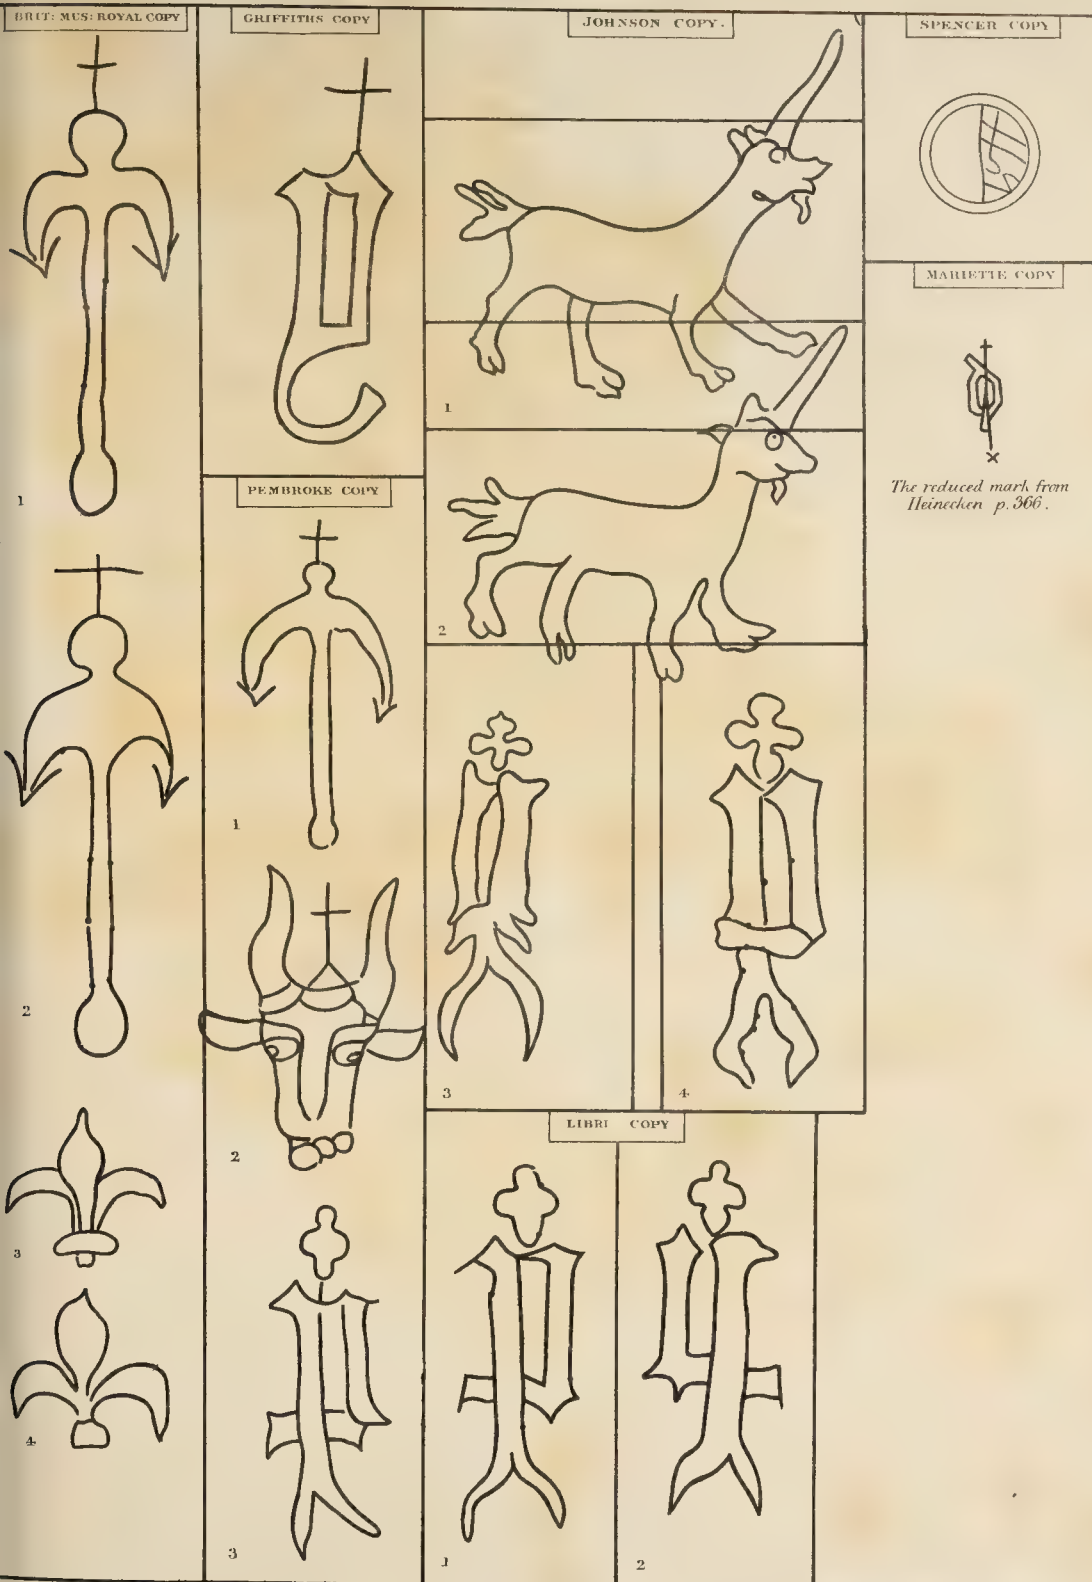 BRIT: MUS: ROYAL COPY
1
2
3
4
GRIFFITHS COPY
PEMBROKE COPY
1
2
3
JOHNSON COPY.
1
2
3
4
LIBRI COPY
1
2
SPENCER COPY
MARIETTE COPY
The reduced mark from
Heinecken p. 366.